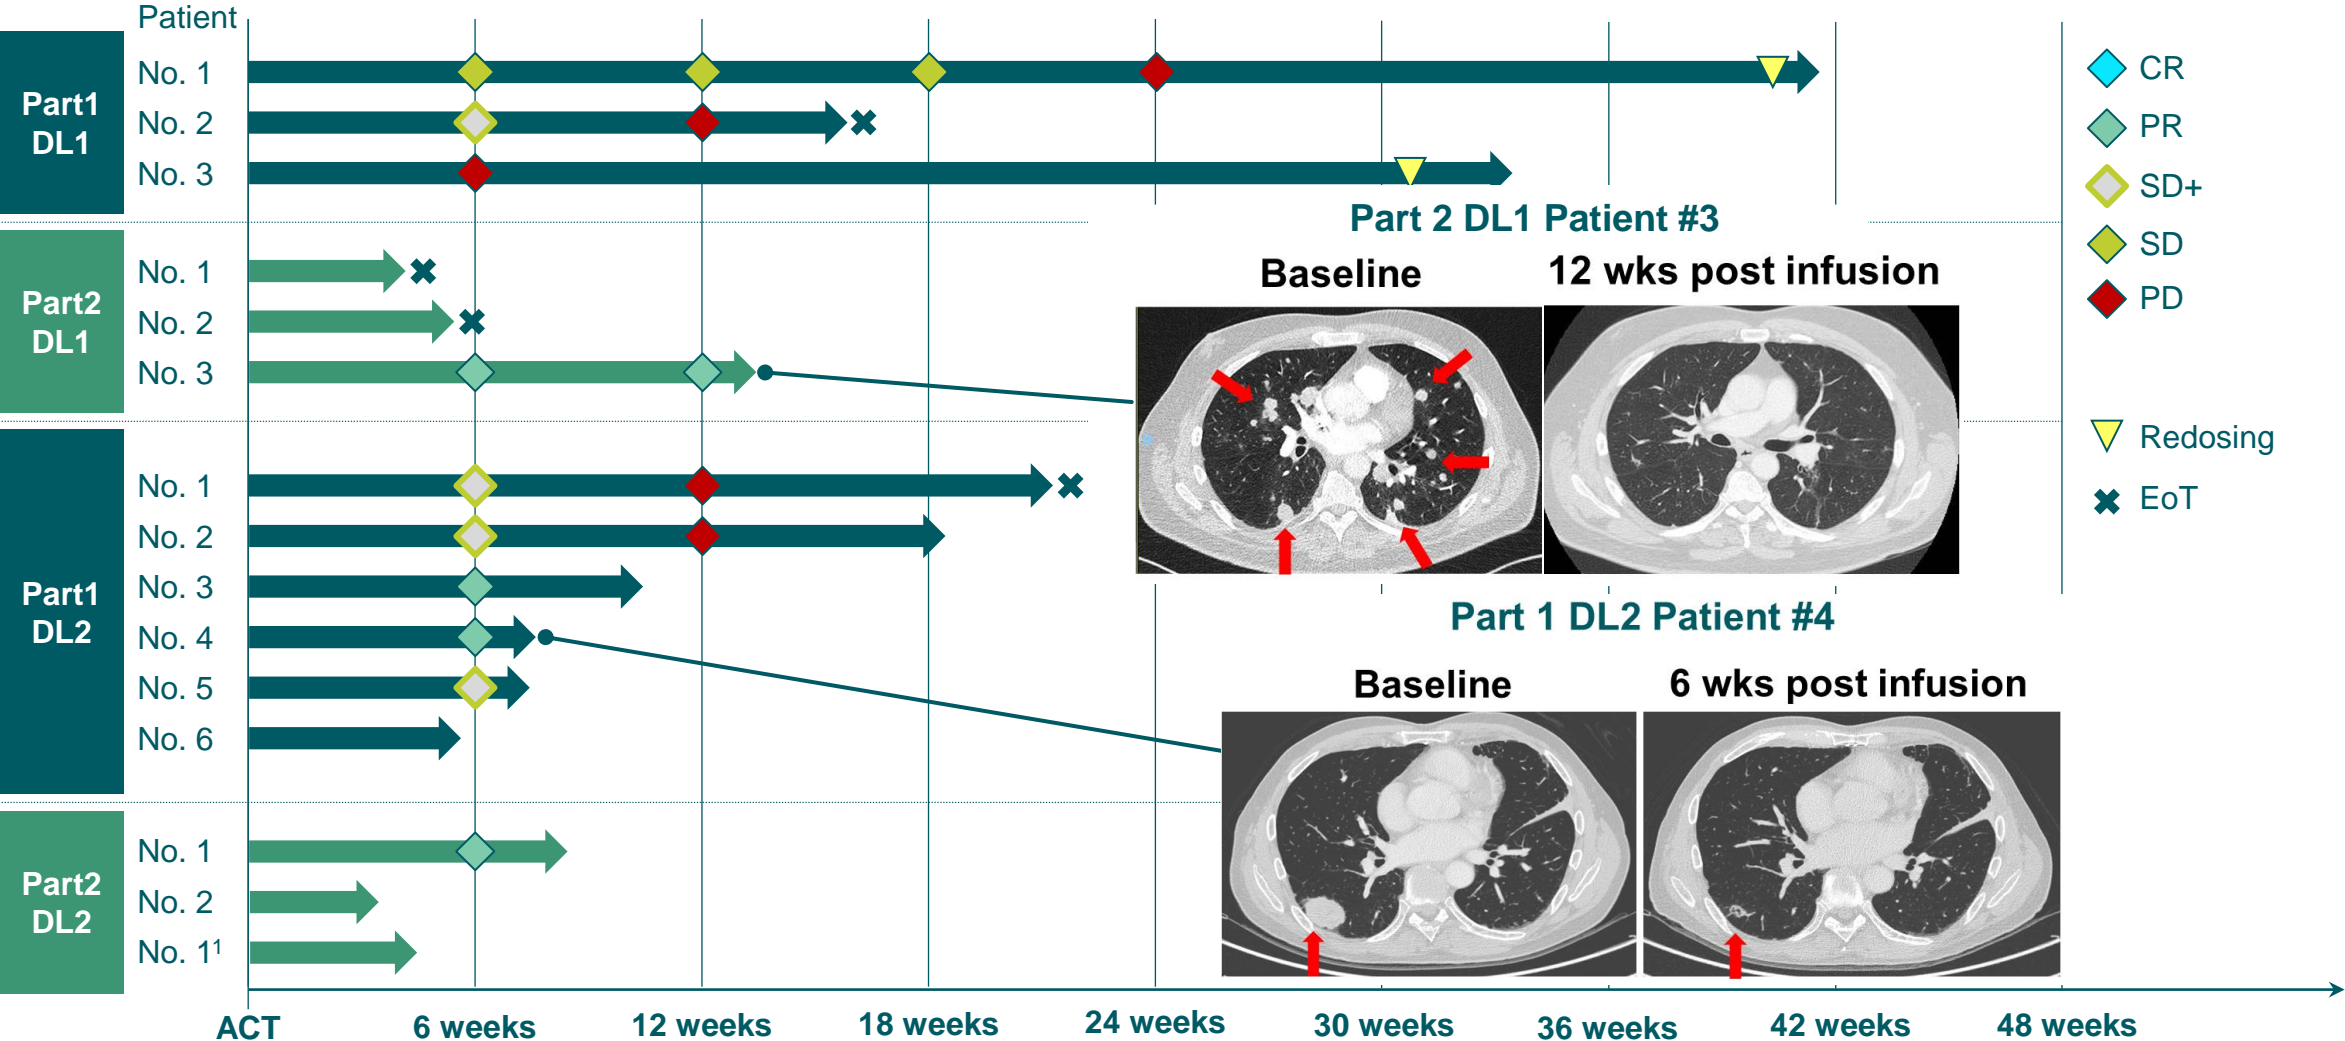 Patient
Part1
DL1
No. 1
No. 2
No. 3
Part2
DL1
No. 1
No. 2
No. 3
Part1
DL2
No. 1
No. 2
No. 3
No. 4
No. 5
No. 6
Part2
DL2
No. 1
No. 2
No. 1¹
Part 2 DL1 Patient #3
Baseline
12 wks post infusion
Part 1 DL2 Patient #4
Baseline
6 wks post infusion
CR
PR
SD+
SD
PD
Redosing
EoT
ACT
6 weeks
12 weeks
18 weeks
24 weeks
30 weeks
36 weeks
42 weeks
48 weeks